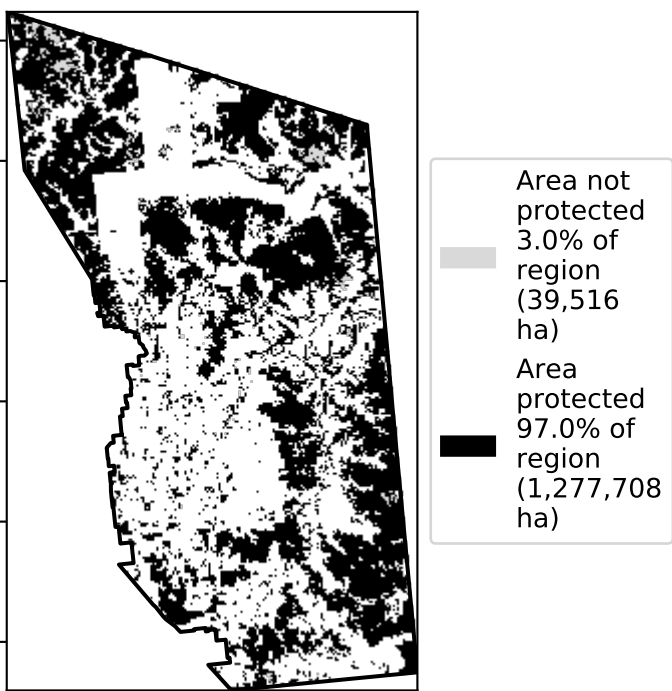 Area not
protected
3.0% of
region
(39,516
ha)
Area
protected
97.0% of
region
(1,277,708
ha)